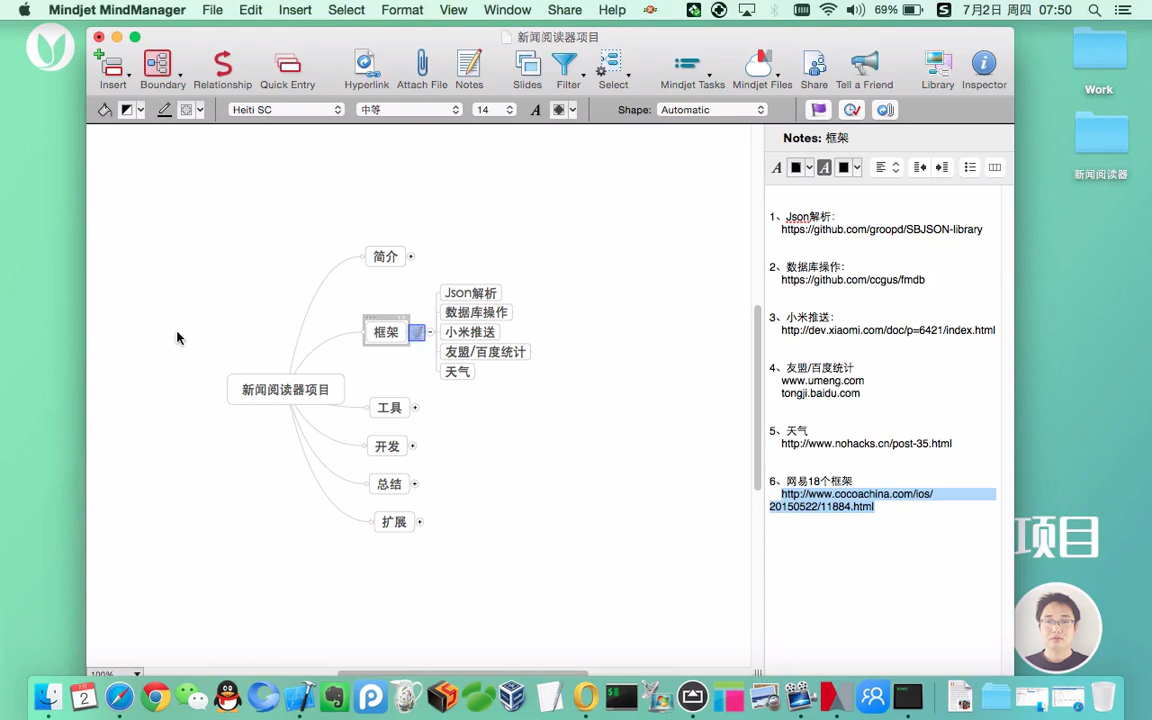 Mindjet MindManager File Edit Insert Select Format View Window Share Help 69% 7月2日 周四 07:50
新闻阅读器项目
Insert Boundary Relationship Quick Entry Hyperlink Attach File Notes Slides Filter Select Mindjet Tasks Mindjet Files Share Tell a Friend Library Inspector
Heiti SC 中等 14 A Shape: Automatic
Work
新闻阅读器
简介
框架
Json解析
数据库操作
小米推送
友盟/百度统计
天气
新闻阅读器项目
工具
开发
总结
扩展
Notes: 框架
1、Json解析：
https://github.com/groopd/SBJSON-library
2、数据库操作：
https://github.com/ccgus/fmdb
3、小米推送：
http://dev.xiaomi.com/doc/p=6421/index.html
4、友盟/百度统计
www.umeng.com
tongji.baidu.com
5、天气
http://www.nohacks.cn/post-35.html
6、网易18个框架
http://www.cocoachina.com/ios/
20150522/11884.html
项目
100%